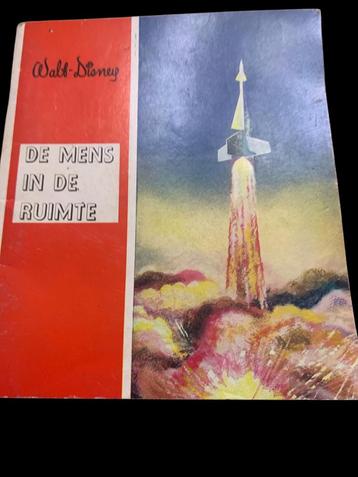 Walt-Disney
DE MENS
IN DE
RUIMTE